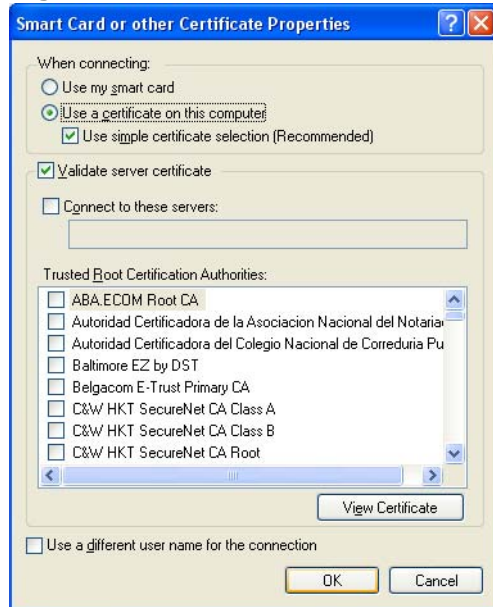 Smart Card or other Certificate Properties
When connecting:
Use my smart card
Use a certificate on this computer
Use simple certificate selection (Recommended)
Validate server certificate
Connect to these servers:
Trusted Root Certification Authorities:
ABA.ECOM Root CA
Autoridad Certificadora de la Asociacion Nacional del Notaria
Autoridad Certificadora del Colegio Nacional de Correduria Pu
Baltimore EZ by DST
Belgacom E-Trust Primary CA
C&W HKT SecureNet CA Class A
C&W HKT SecureNet CA Class B
C&W HKT SecureNet CA Root
View Certificate
Use a different user name for the connection
OK Cancel